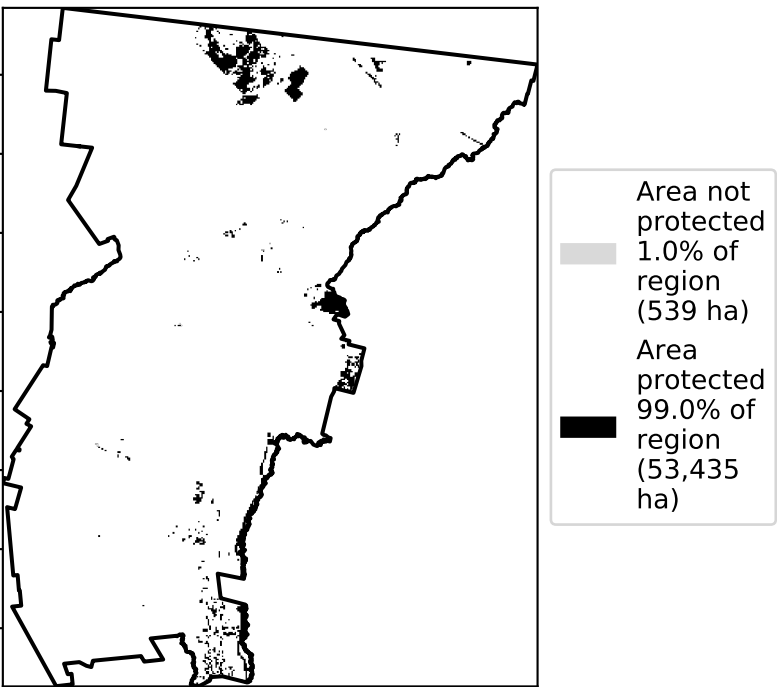 Area not
protected
1.0% of
region
(539 ha)
Area
protected
99.0% of
region
(53,435
ha)